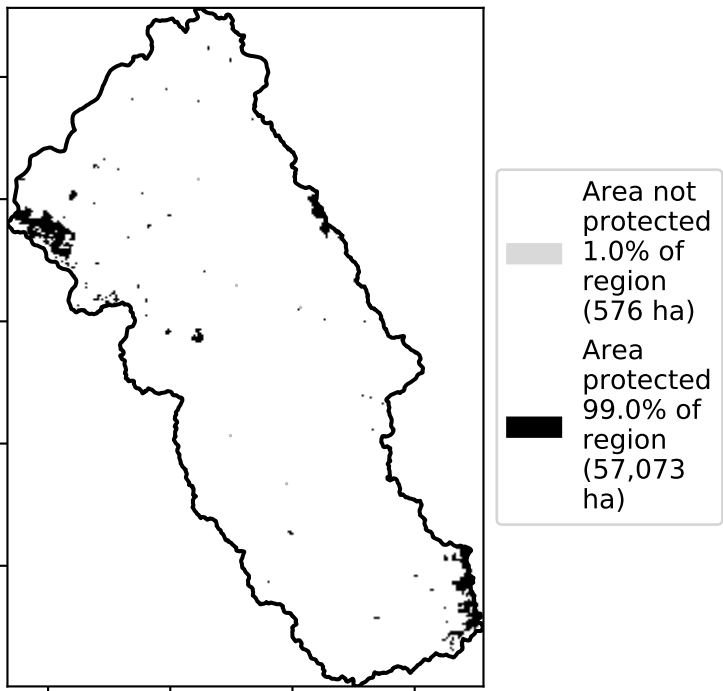 Area not
protected
1.0% of
region
(576 ha)
Area
protected
99.0% of
region
(57,073
ha)